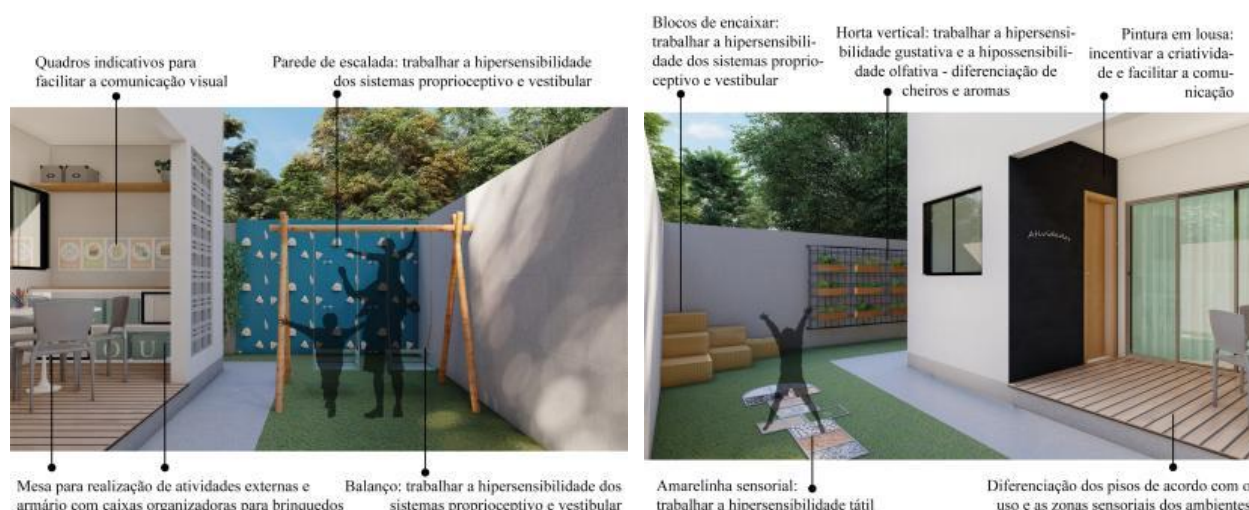 Quadros indicativos para
facilitar a comunicação visual
Parede de escalada: trabalhar a hipersensibilidade
dos sistemas proprioceptivo e vestibular
Mesa para realização de atividades externas e
armário com caixas organizadoras para brinquedos
Balanço: trabalhar a hipersensibilidade dos
sistemas proprioceptivo e vestibular
Blocos de encaixar:
trabalhar a hipersensibili-
dade dos sistemas proprio-
ceptivo e vestibular
Horta vertical: trabalhar a hipersensi-
bilidade gustativa e a hipossensibili-
dade olfativa - diferenciação de
cheiros e aromas
Pintura em lousa:
incentivar a criativida-
de e facilitar a comu-
nicação
Amarelinha sensorial:
trabalhar a hipersensibilidade tátil
Diferenciação dos pisos de acordo com o
uso e as zonas sensoriais dos ambientes